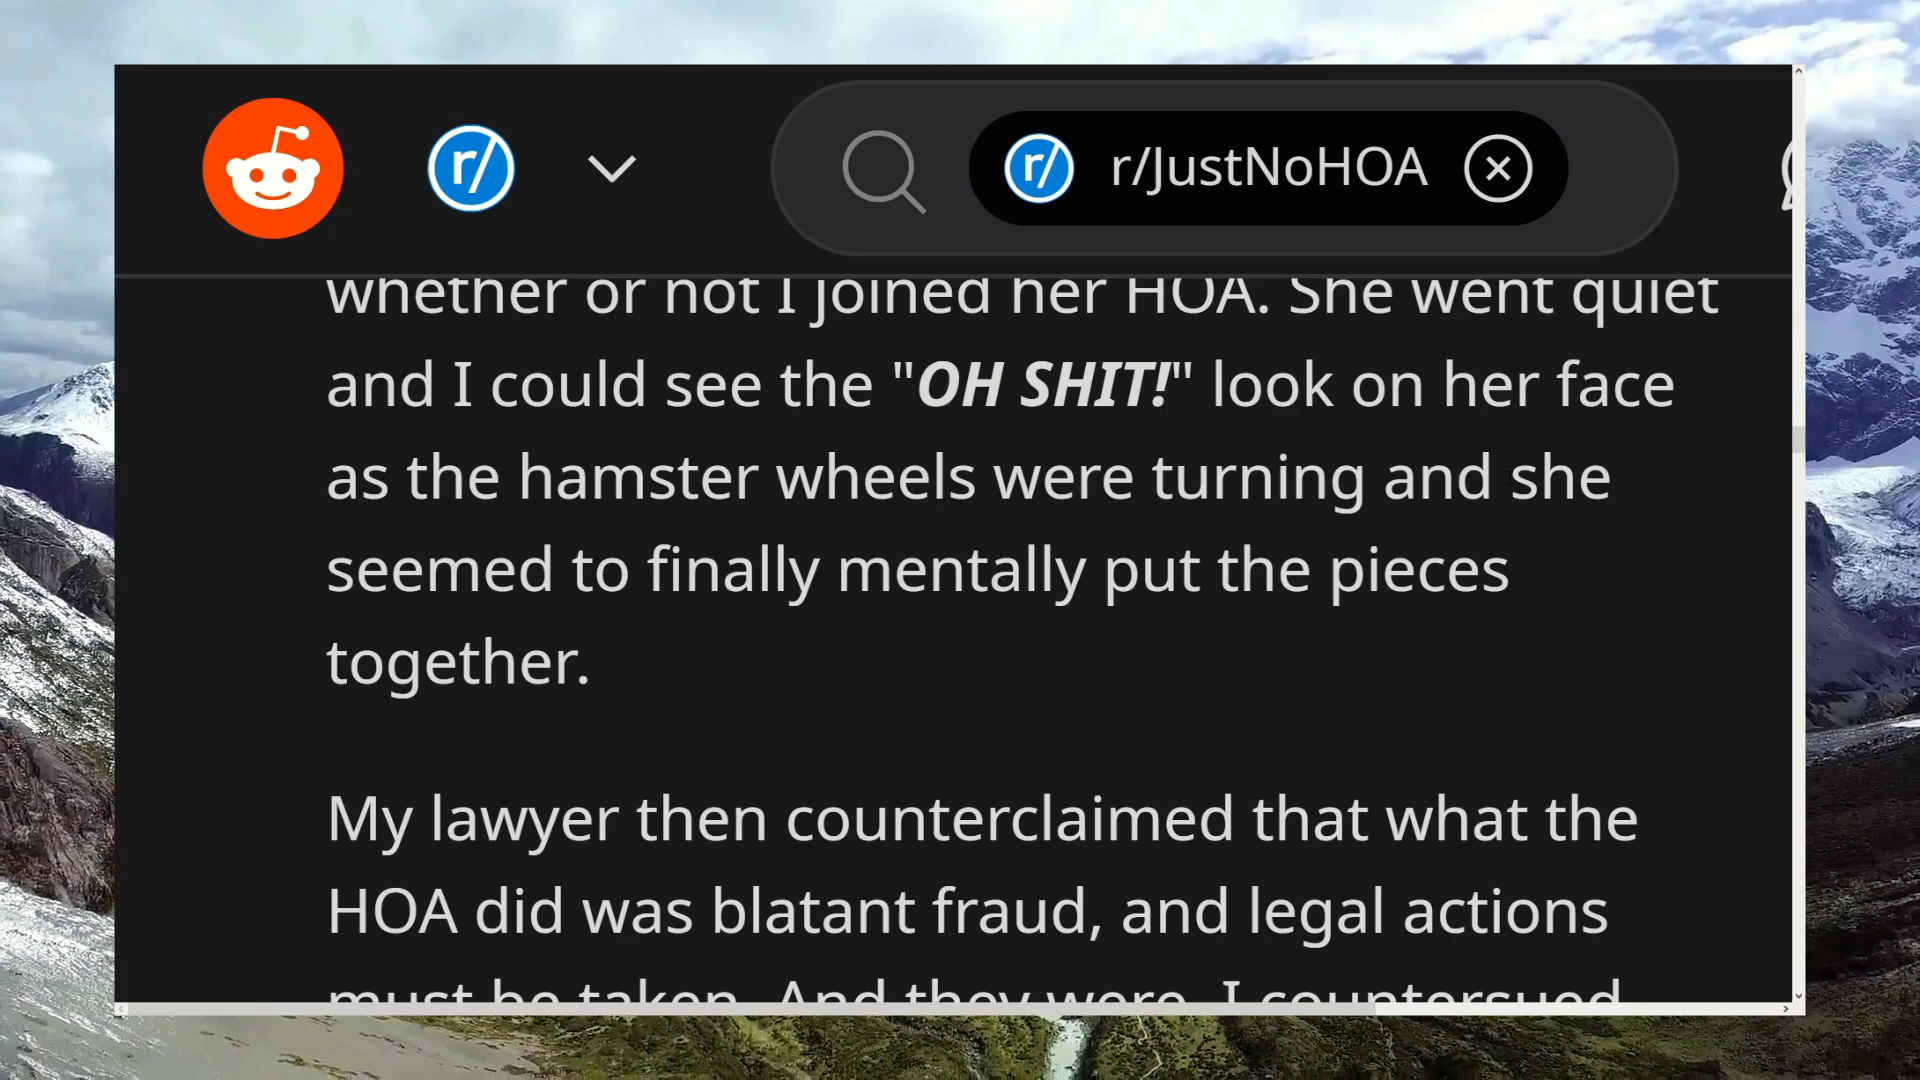 r/ r/ r/JustNoHOA
whether or not I joined her HOA. She went quiet
and I could see the "OH SHIT!" look on her face
as the hamster wheels were turning and she
seemed to finally mentally put the pieces
together.
My lawyer then counterclaimed that what the
HOA did was blatant fraud, and legal actions
must be taken. And they were. I countersued